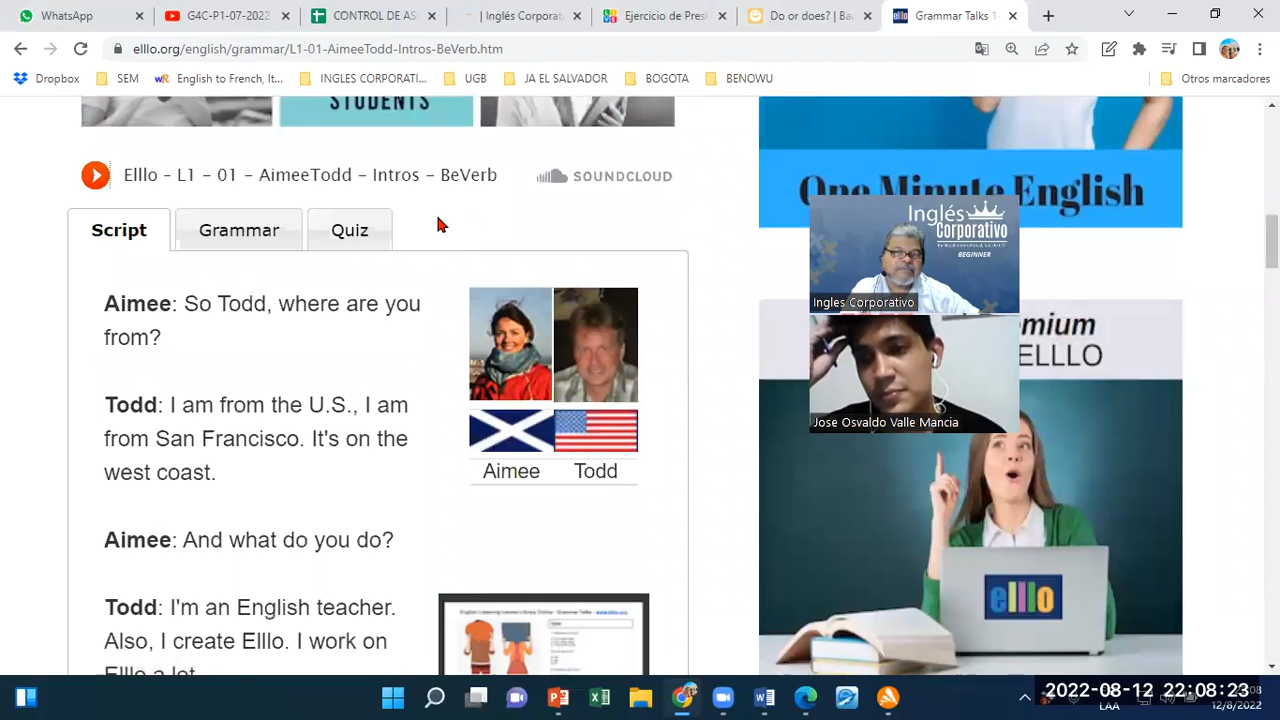 WhatsApp
EC-P1-07-2022
CONTROL DE AS
Inglés Corporat
Do or does? | Ba
Grammar Talks 1
elllo.org/english/grammar/L1-01-AimeeTodd-Intros-BeVerb.htm
Dropbox
SEM
English to French, It...
INGLES CORPORATI...
UGB
JA EL SALVADOR
BOGOTA
BENOWU
Otros marcadores
STUDENTS
Elllo - L1 - 01 - AimeeTodd - Intros - BeVerb
SOUNDCLOUD
One Minute English
Script
Grammar
Quiz
Inglés
Corporativo
BEGINNER
Ingles Corporativo
Jose Osvaldo Valle Mancia
emium
ELLLO
Aimee: So Todd, where are you
from?
Todd: I am from the U.S., I am
from San Francisco. It's on the
west coast.
Aimee
Todd
Aimee: And what do you do?
Todd: I'm an English teacher.
Also, I create Elllo. I work on
Elllo a lot.
elllo
2022-08-12 22:08:23
LAA
12/8/2022